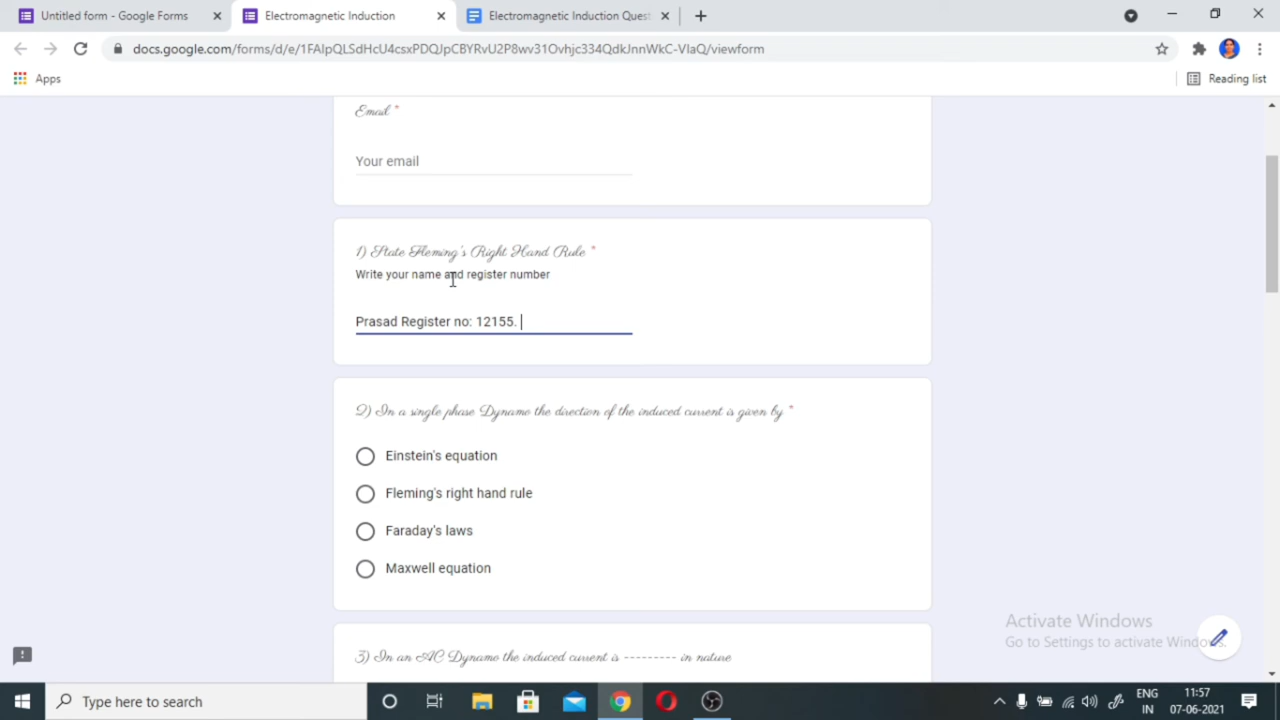 Untitled form - Google Forms
Electromagnetic Induction
Electromagnetic Induction Quest
docs.google.com/forms/d/e/1FAIpQLSdHcU4csxPDQJpCBYRvU2P8wv31Ovhjc334QdkJnnWkC-VIaQ/viewform
Apps
Reading list
Email *
Your email
1) State Fleming's Right Hand Rule *
Write your name and register number
Prasad Register no: 12155.
2) In a single phase Dynamo the direction of the induced current is given by *
Einstein's equation
Fleming's right hand rule
Faraday's laws
Maxwell equation
Activate Windows
Go to Settings to activate Windows.
3) In an AC Dynamo the induced current is --------- in nature
Type here to search
ENG
IN
11:57
07-06-2021